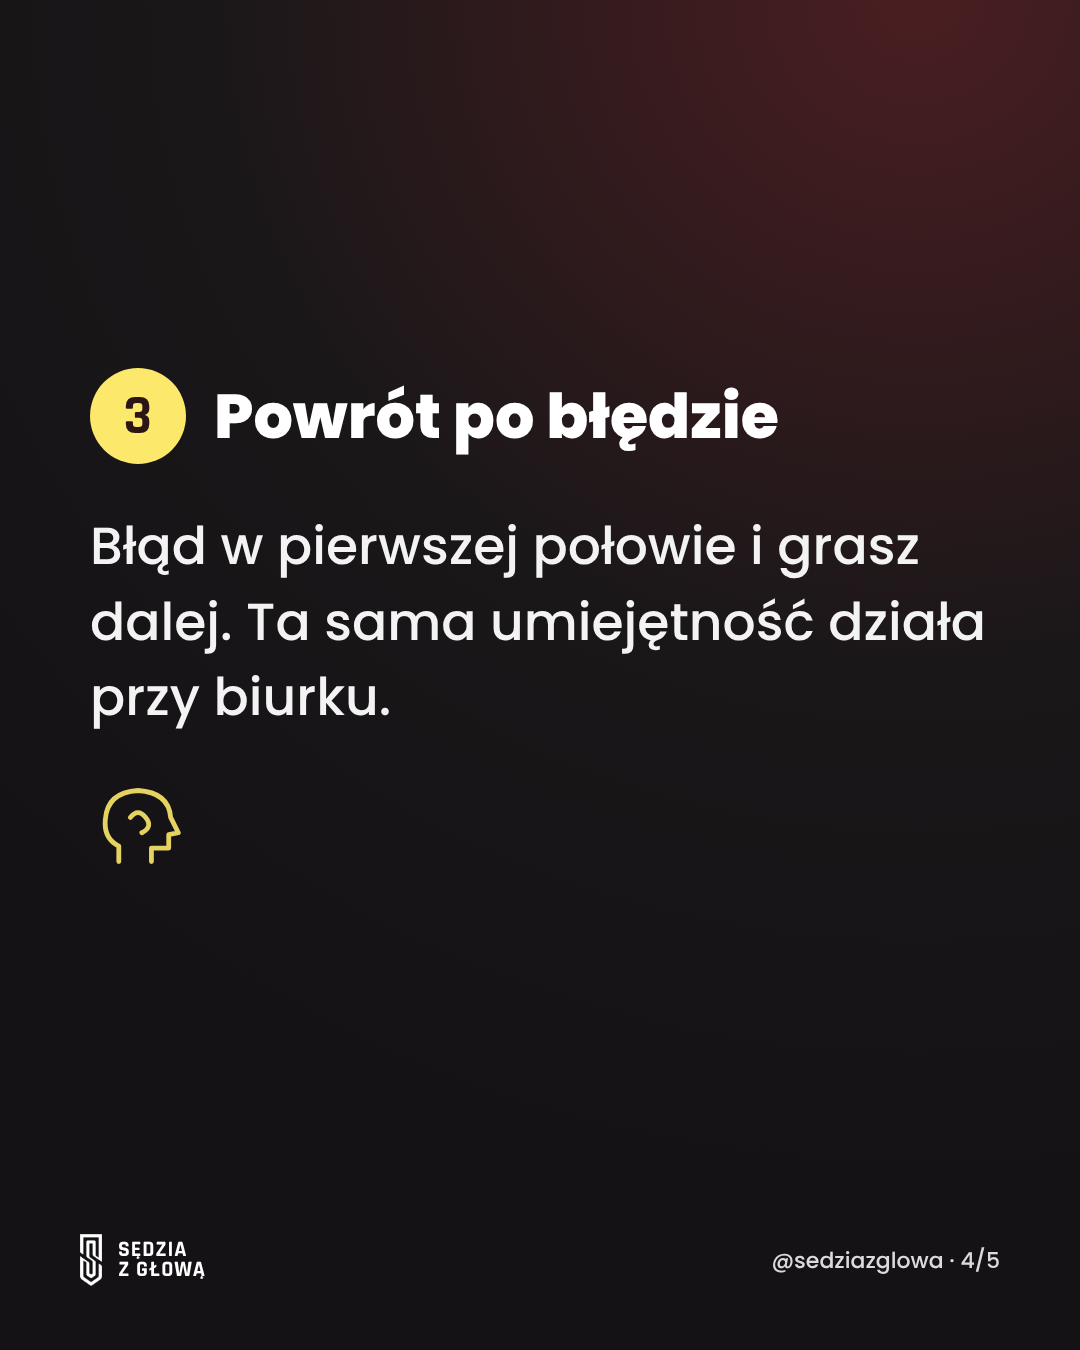 3 Powrót po błędzie
Błąd w pierwszej połowie i grasz
dalej. Ta sama umiejętność działa
przy biurku.
SĘDZIA
Z GŁOWĄ
@sedziazglowa · 4/5